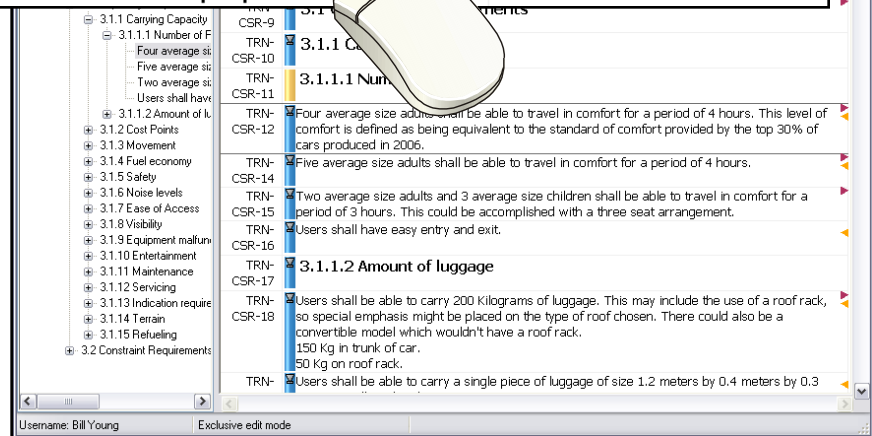 3.1.1 Carrying Capacity
3.1.1.1 Number of F
Four average si
Five average si
Two average si
Users shall have
3.1.1.2 Amount of lu
3.1.2 Cost Points
3.1.3 Movement
3.1.4 Fuel economy
3.1.5 Safety
3.1.6 Noise levels
3.1.7 Ease of Access
3.1.8 Visibility
3.1.9 Equipment malfun
3.1.10 Entertainment
3.1.11 Maintenance
3.1.12 Servicing
3.1.13 Indication require
3.1.14 Terrain
3.1.15 Refueling
3.2 Constraint Requirements
CSR-9
TRN- 3.1.1 Ca
CSR-10
TRN- 3.1.1.1 Num
CSR-11
TRN- Four average size adults shall be able to travel in comfort for a period of 4 hours. This level of
CSR-12 comfort is defined as being equivalent to the standard of comfort provided by the top 30% of
cars produced in 2006.
TRN- Five average size adults shall be able to travel in comfort for a period of 4 hours.
CSR-14
TRN- Two average size adults and 3 average size children shall be able to travel in comfort for a
CSR-15 period of 3 hours. This could be accomplished with a three seat arrangement.
TRN- Users shall have easy entry and exit.
CSR-16
TRN- 3.1.1.2 Amount of luggage
CSR-17
TRN- Users shall be able to carry 200 Kilograms of luggage. This may include the use of a roof rack,
CSR-18 so special emphasis might be placed on the type of roof chosen. There could also be a
convertible model which wouldn't have a roof rack.
150 Kg in trunk of car.
50 Kg on roof rack.
TRN- Users shall be able to carry a single piece of luggage of size 1.2 meters by 0.4 meters by 0.3
Username: Bill Young Exclusive edit mode